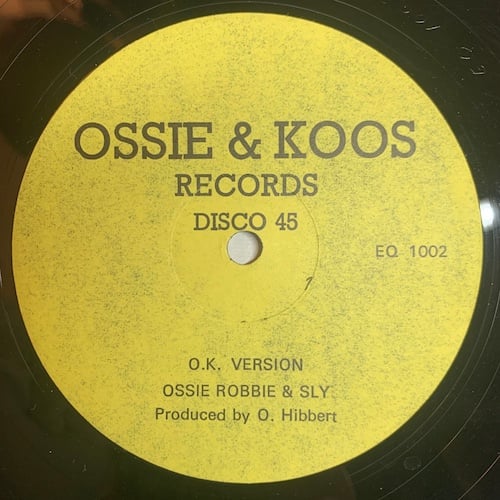 OSSIE & KOOS
RECORDS
DISCO 45
EQ 1002
O.K. VERSION
OSSIE ROBBIE & SLY
Produced by O. Hibbert